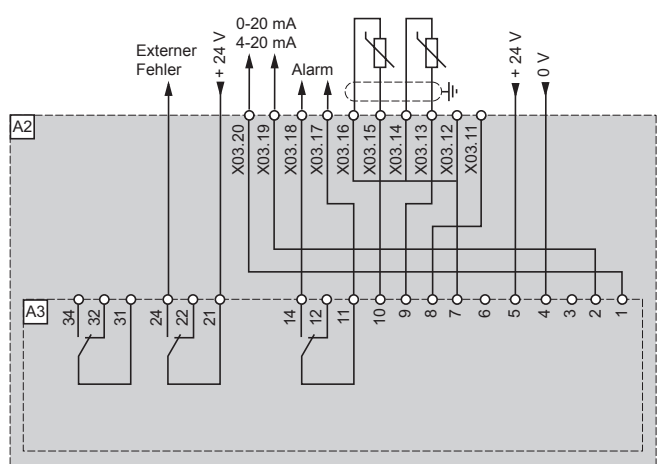 0-20 mA
4-20 mA
Externer
Fehler
+ 24 V
Alarm
+ 24 V
0 V
A2
X03.20
X03.19
X03.18
X03.17
X03.16
X03.15
X03.14
X03.13
X03.12
X03.11
A3
34
32
31
24
22
21
14
12
11
10
9
8
7
6
5
4
3
2
1